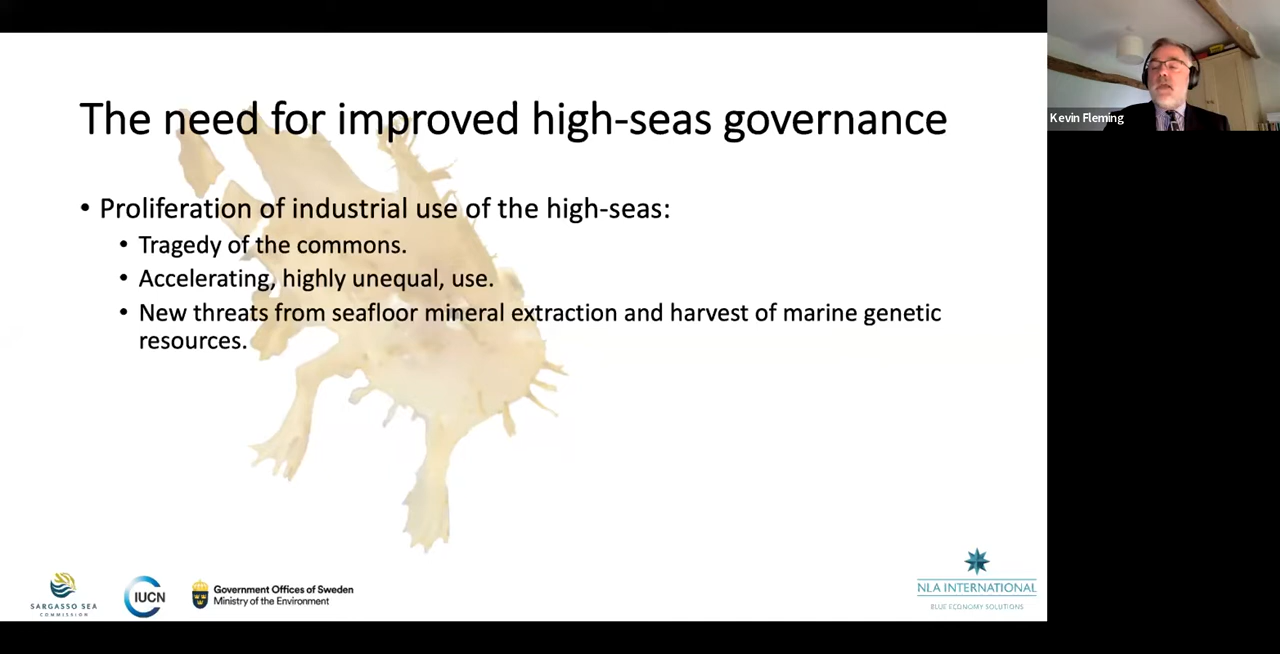 The need for improved high-seas governance
• Proliferation of industrial use of the high-seas:
• Tragedy of the commons.
• Accelerating, highly unequal, use.
• New threats from seafloor mineral extraction and harvest of marine genetic
resources.
Kevin Fleming
SARGASSO SEA
COMMISSION
IUCN
Government Offices of Sweden
Ministry of the Environment
NLA INTERNATIONAL
BLUE ECONOMY SOLUTIONS